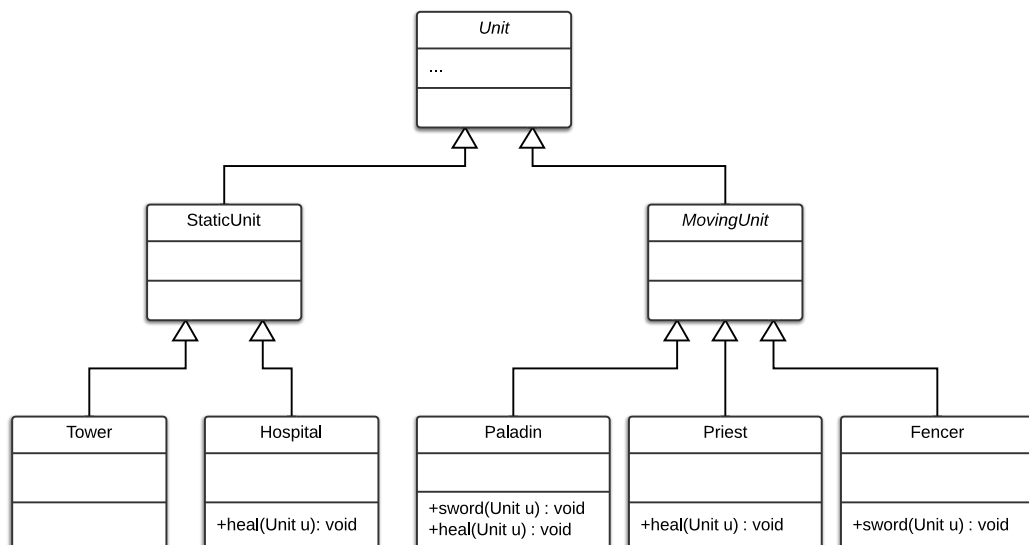 Unit
...
StaticUnit
MovingUnit
Tower
Hospital
+heal(Unit u): void
Paladin
+sword(Unit u) : void
+heal(Unit u) : void
Priest
+heal(Unit u) : void
Fencer
+sword(Unit u) : void